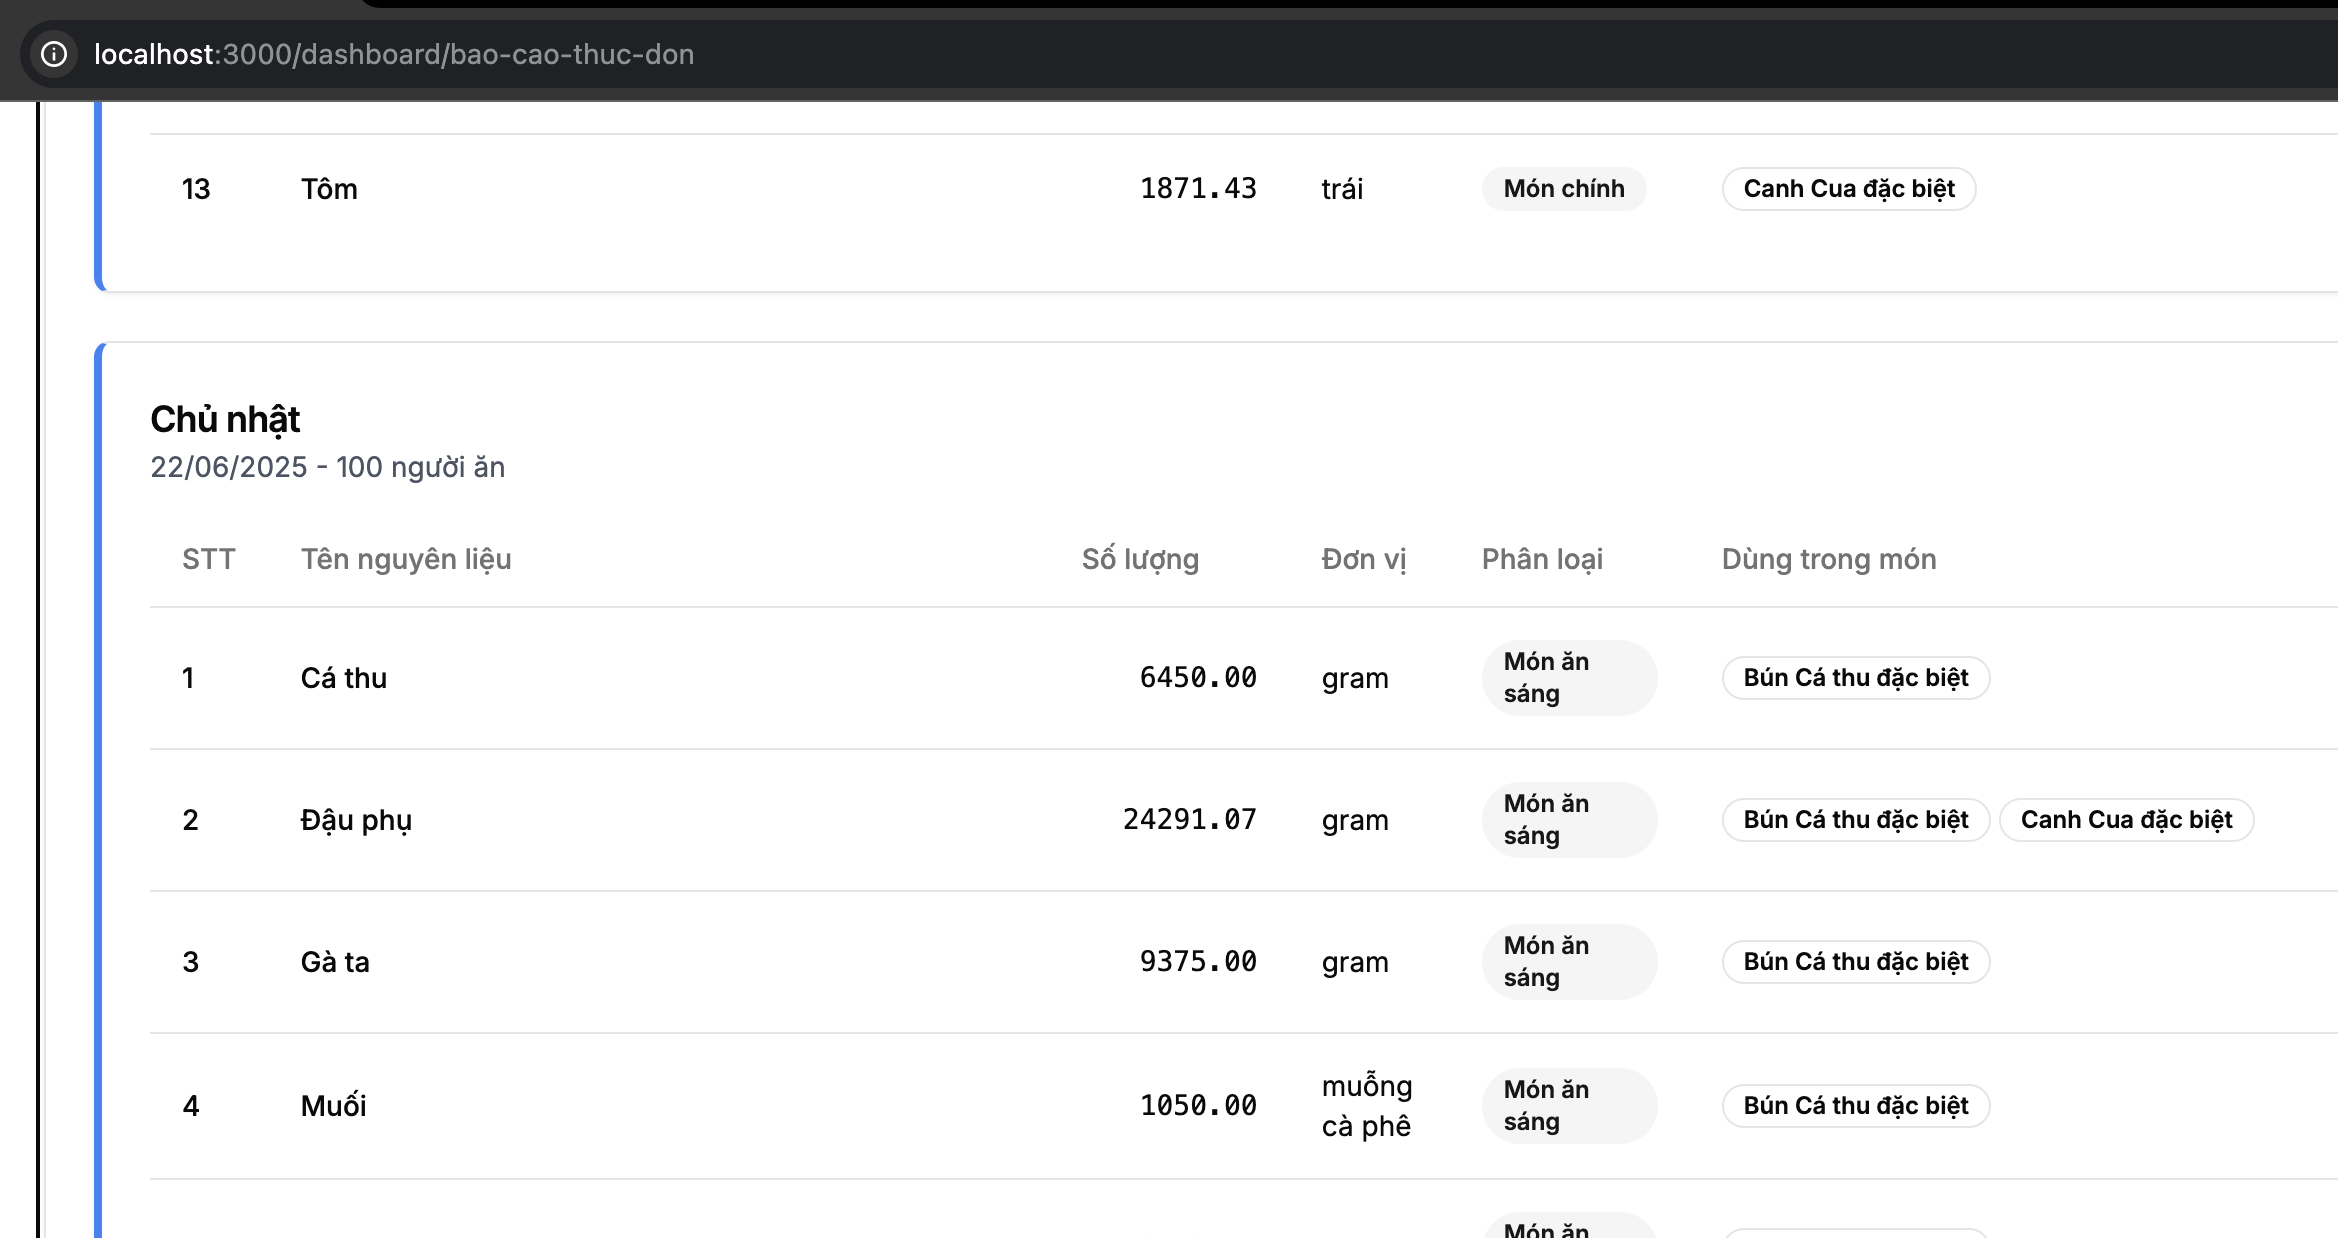 localhost:3000/dashboard/bao-cao-thuc-don
13 Tôm 1871.43 trái Món chính Canh Cua đặc biệt
Chủ nhật
22/06/2025 - 100 người ăn
STT Tên nguyên liệu Số lượng Đơn vị Phân loại Dùng trong món
1 Cá thu 6450.00 gram Món ăn sáng Bún Cá thu đặc biệt
2 Đậu phụ 24291.07 gram Món ăn sáng Bún Cá thu đặc biệt Canh Cua đặc biệt
3 Gà ta 9375.00 gram Món ăn sáng Bún Cá thu đặc biệt
4 Muối 1050.00 muỗng cà phê Món ăn sáng Bún Cá thu đặc biệt
Món ăn